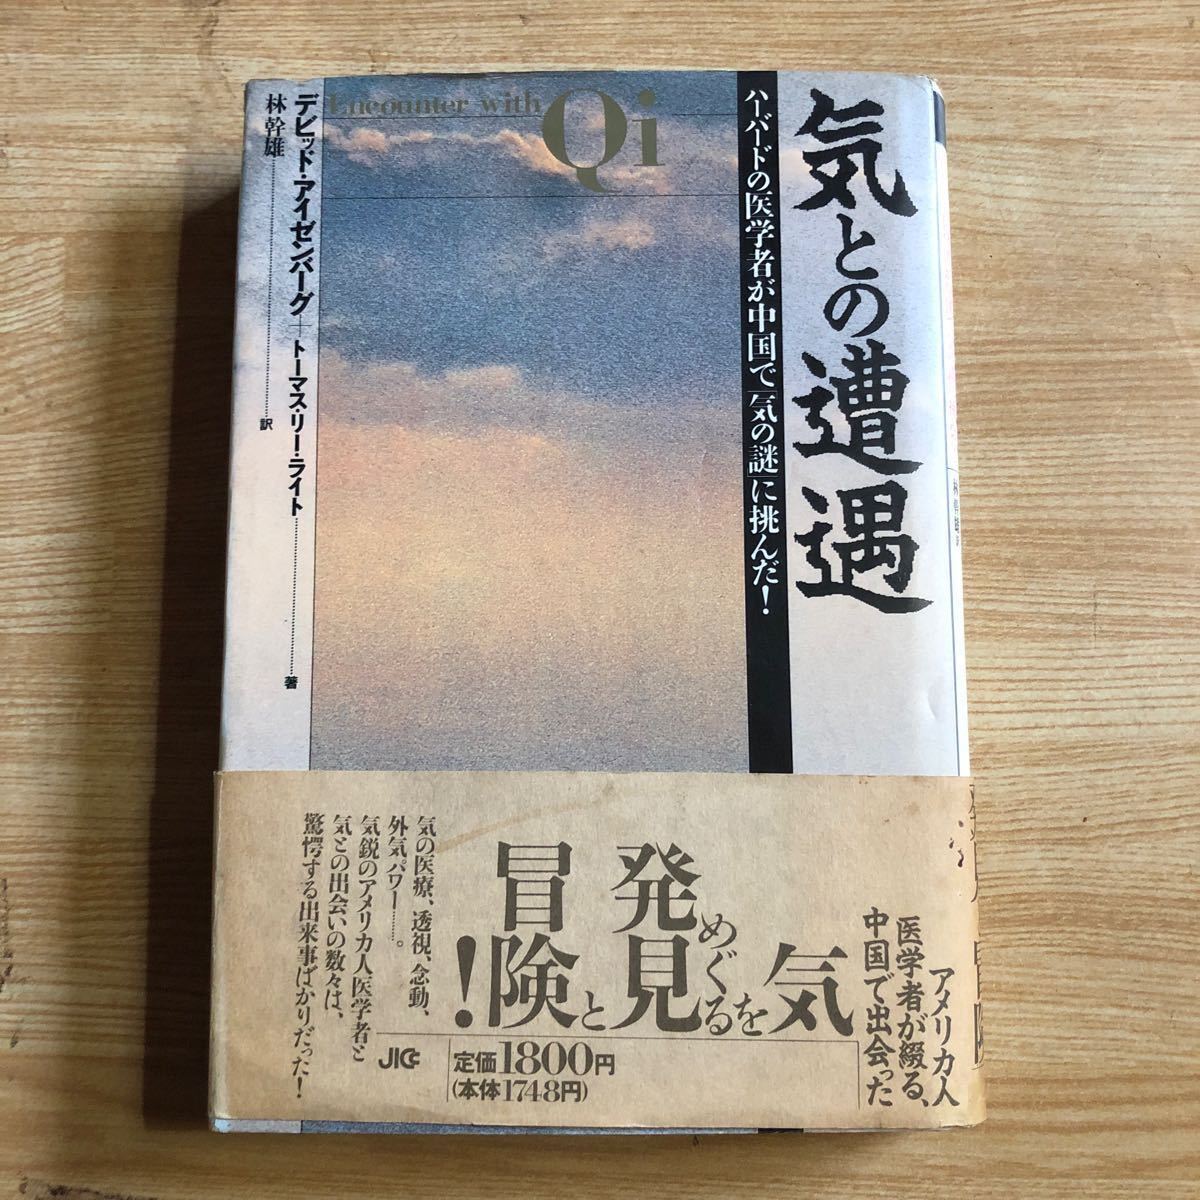 気との遭遇
ハーバードの医学者が中国で「気の謎」に挑んだ!
Encounter with Qi
デビッド・アイゼンバーグ+トーマス・リー・ライト 著
林幹雄 訳
アメリカ人
医学者が綴る、
中国で出会った
気をめぐる
発見と
冒険!
気の医療、透視、念動、
外気パワー……。
気鋭のアメリカ人医学者と
気との出会いの数々は、
驚愕する出来事ばかりだった!
JICC
定価1800円
(本体1748円)